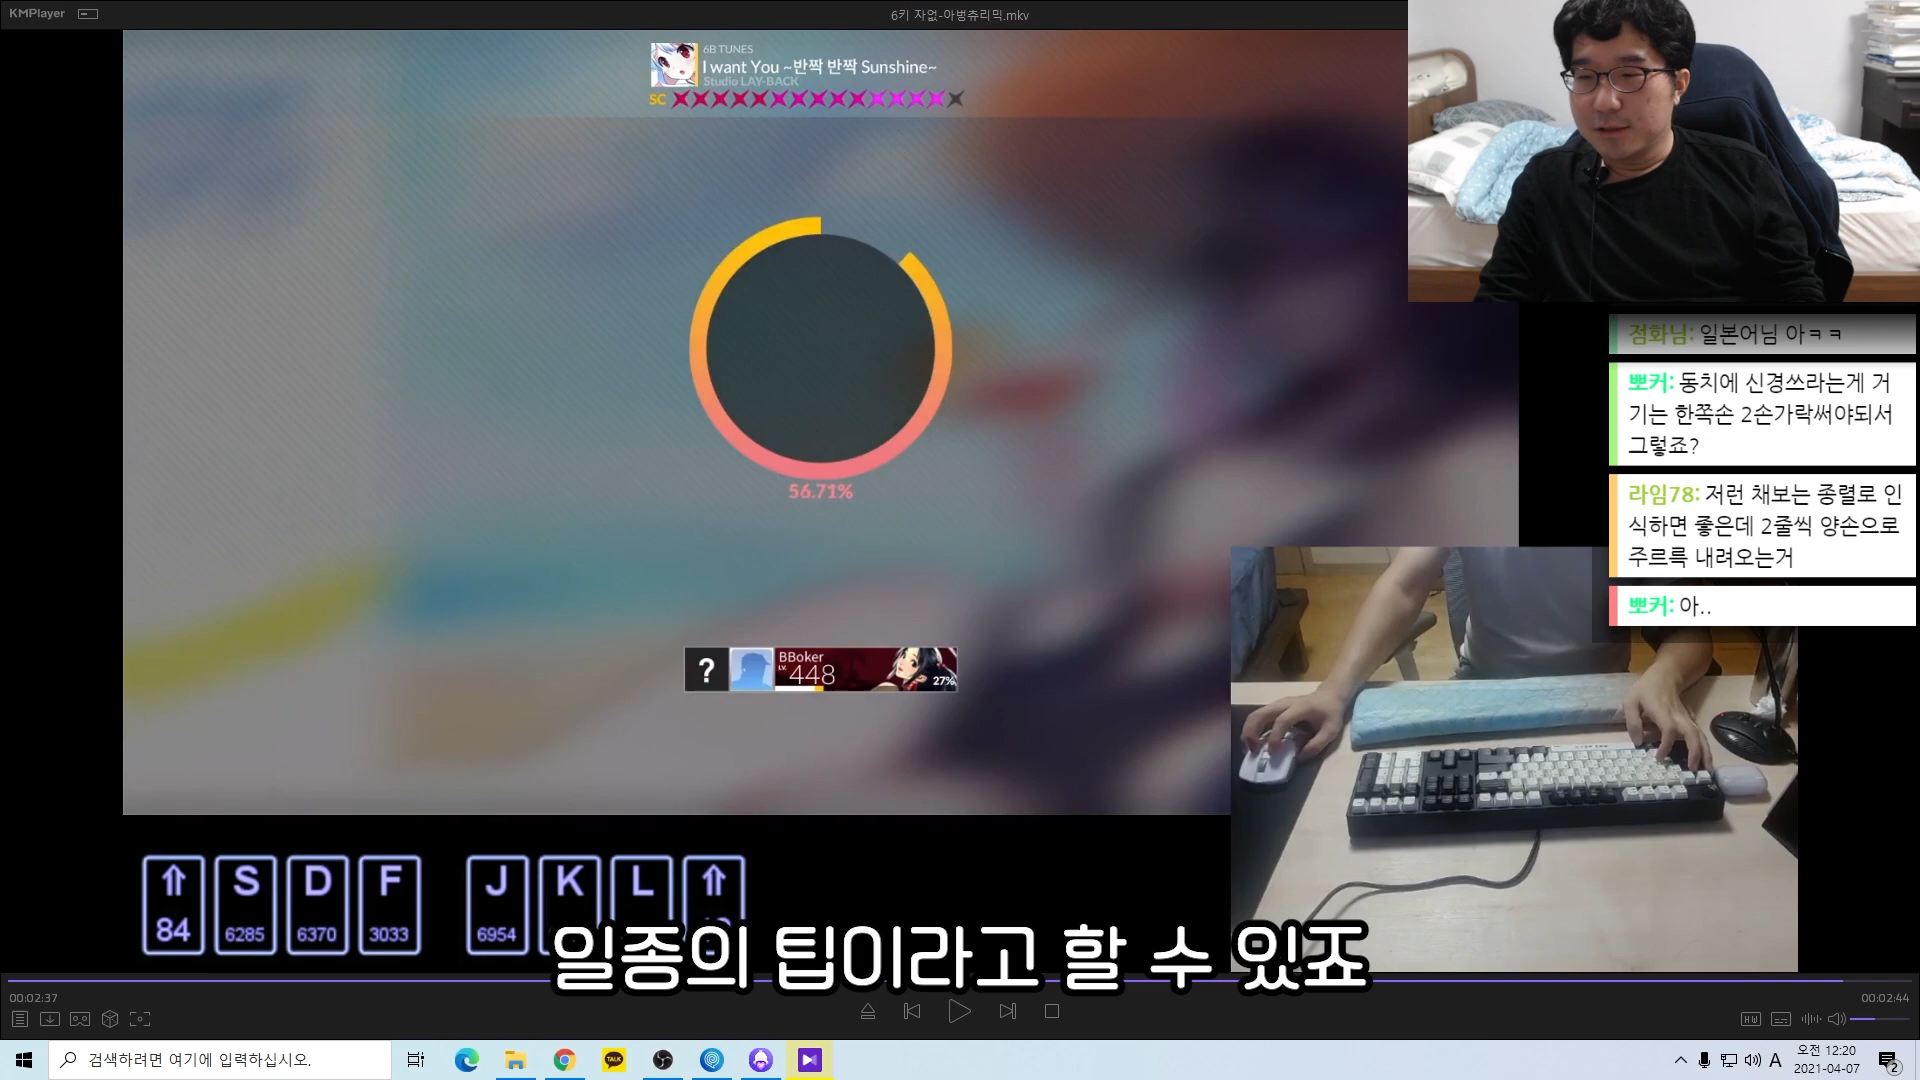 KMPlayer
6키 자없-아벙츄리믹.mkv
6B TUNES
I want You ~반짝 반짝 Sunshine~
Studio LAY-BACK
SC
56.71%
점화님: 일본어님 아ㅋㅋ
뽀커: 동치에 신경쓰라는게 거
기는 한쪽손 2손가락써야되서
그렇죠?
라임78: 저런 채보는 종렬로 인
식하면 좋은데 2줄씩 양손으로
주르륵 내려오는거
뽀커: 아..
?
BBoker
LV.
448
27%
⇑ S D F J K L ⇑
84 6285 6370 3033 6954
일종의 팁이라고 할 수 있죠
00:02:37
00:02:44
HW
검색하려면 여기에 입력하십시오.
TALK
A
오전 12:20
2021-04-07
2